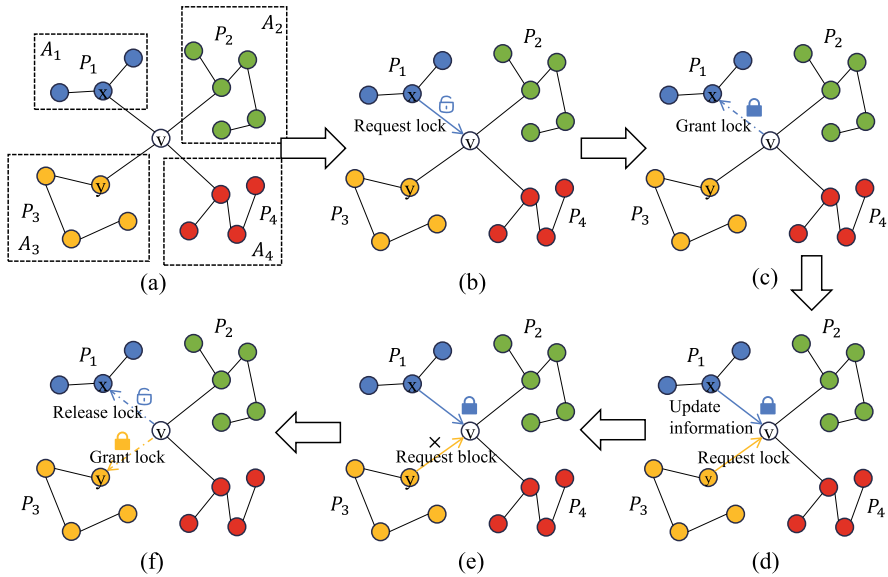 A₁
P₁
x
P₂
A₂
v
P₃
y
A₃
P₄
A₄
(a)
P₁
x
P₂
Request lock
v
y
P₃
P₄
(b)
P₁
x
P₂
Grant lock
v
y
P₃
P₄
(c)
P₁
x
P₂
Release lock
v
Grant lock
y
P₃
P₄
(f)
P₁
x
P₂
v
×
Request block
y
P₃
P₄
(e)
P₁
x
P₂
Update
information
v
Request lock
y
P₃
P₄
(d)